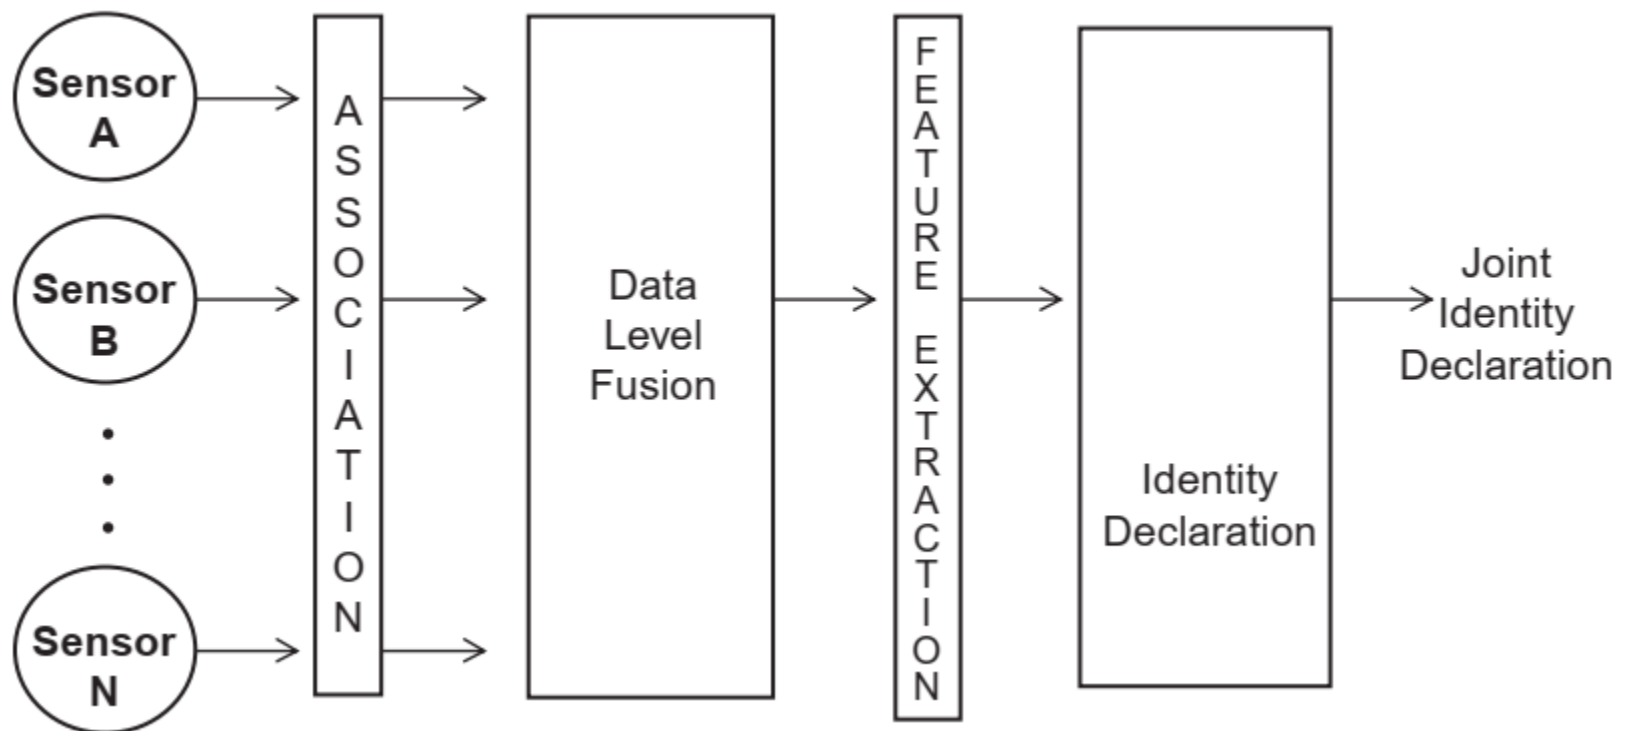 Sensor
A
Sensor
B
Sensor
N
ASSOCIATION
Data
Level
Fusion
FEATURE EXTRACTION
Identity
Declaration
Joint
Identity
Declaration